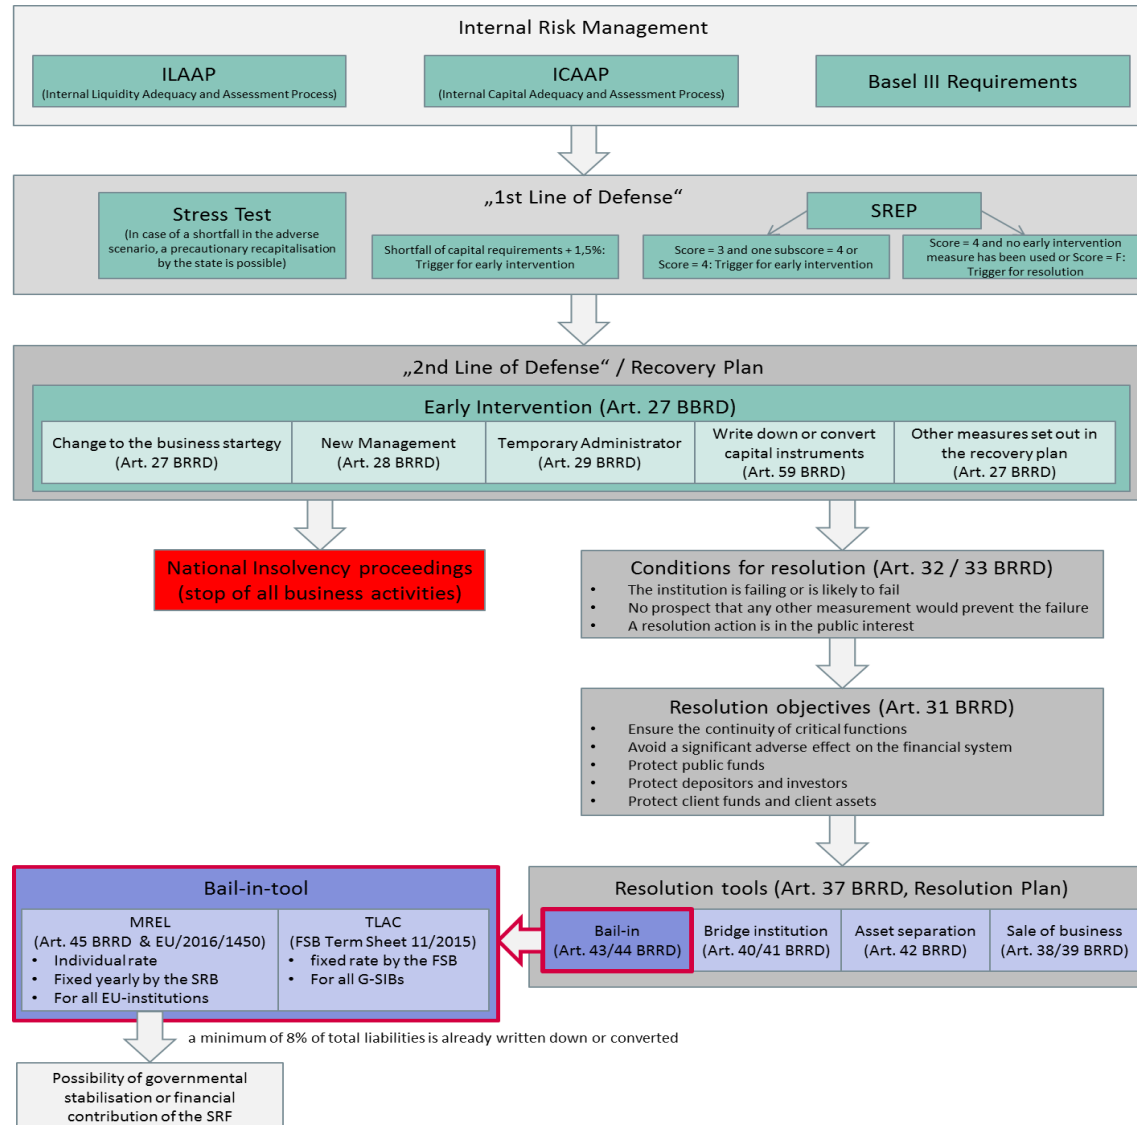 Internal Risk Management
ILAAP
(Internal Liquidity Adequacy and Assessment Process)
ICAAP
(Internal Capital Adequacy and Assessment Process)
Basel III Requirements
„1st Line of Defense“
Stress Test
(In case of a shortfall in the adverse
scenario, a precautionary recapitalisation
by the state is possible)
Shortfall of capital requirements + 1,5%:
Trigger for early intervention
SREP
Score = 3 and one subscore = 4 or
Score = 4: Trigger for early intervention
Score = 4 and no early intervention
measure has been used or Score = F:
Trigger for resolution
„2nd Line of Defense“ / Recovery Plan
Early Intervention (Art. 27 BBRD)
Change to the business startegy
(Art. 27 BRRD)
New Management
(Art. 28 BRRD)
Temporary Administrator
(Art. 29 BRRD)
Write down or convert
capital instruments
(Art. 59 BRRD)
Other measures set out in
the recovery plan
(Art. 27 BRRD)
National Insolvency proceedings
(stop of all business activities)
Conditions for resolution (Art. 32 / 33 BRRD)
• The institution is failing or is likely to fail
• No prospect that any other measurement would prevent the failure
• A resolution action is in the public interest
Resolution objectives (Art. 31 BRRD)
• Ensure the continuity of critical functions
• Avoid a significant adverse effect on the financial system
• Protect public funds
• Protect depositors and investors
• Protect client funds and client assets
Resolution tools (Art. 37 BRRD, Resolution Plan)
Bail-in
(Art. 43/44 BRRD)
Bridge institution
(Art. 40/41 BRRD)
Asset separation
(Art. 42 BRRD)
Sale of business
(Art. 38/39 BRRD)
Bail-in-tool
MREL
(Art. 45 BRRD & EU/2016/1450)
• Individual rate
• Fixed yearly by the SRB
• For all EU-institutions
TLAC
(FSB Term Sheet 11/2015)
• fixed rate by the FSB
• For all G-SIBs
a minimum of 8% of total liabilities is already written down or converted
Possibility of governmental
stabilisation or financial
contribution of the SRF